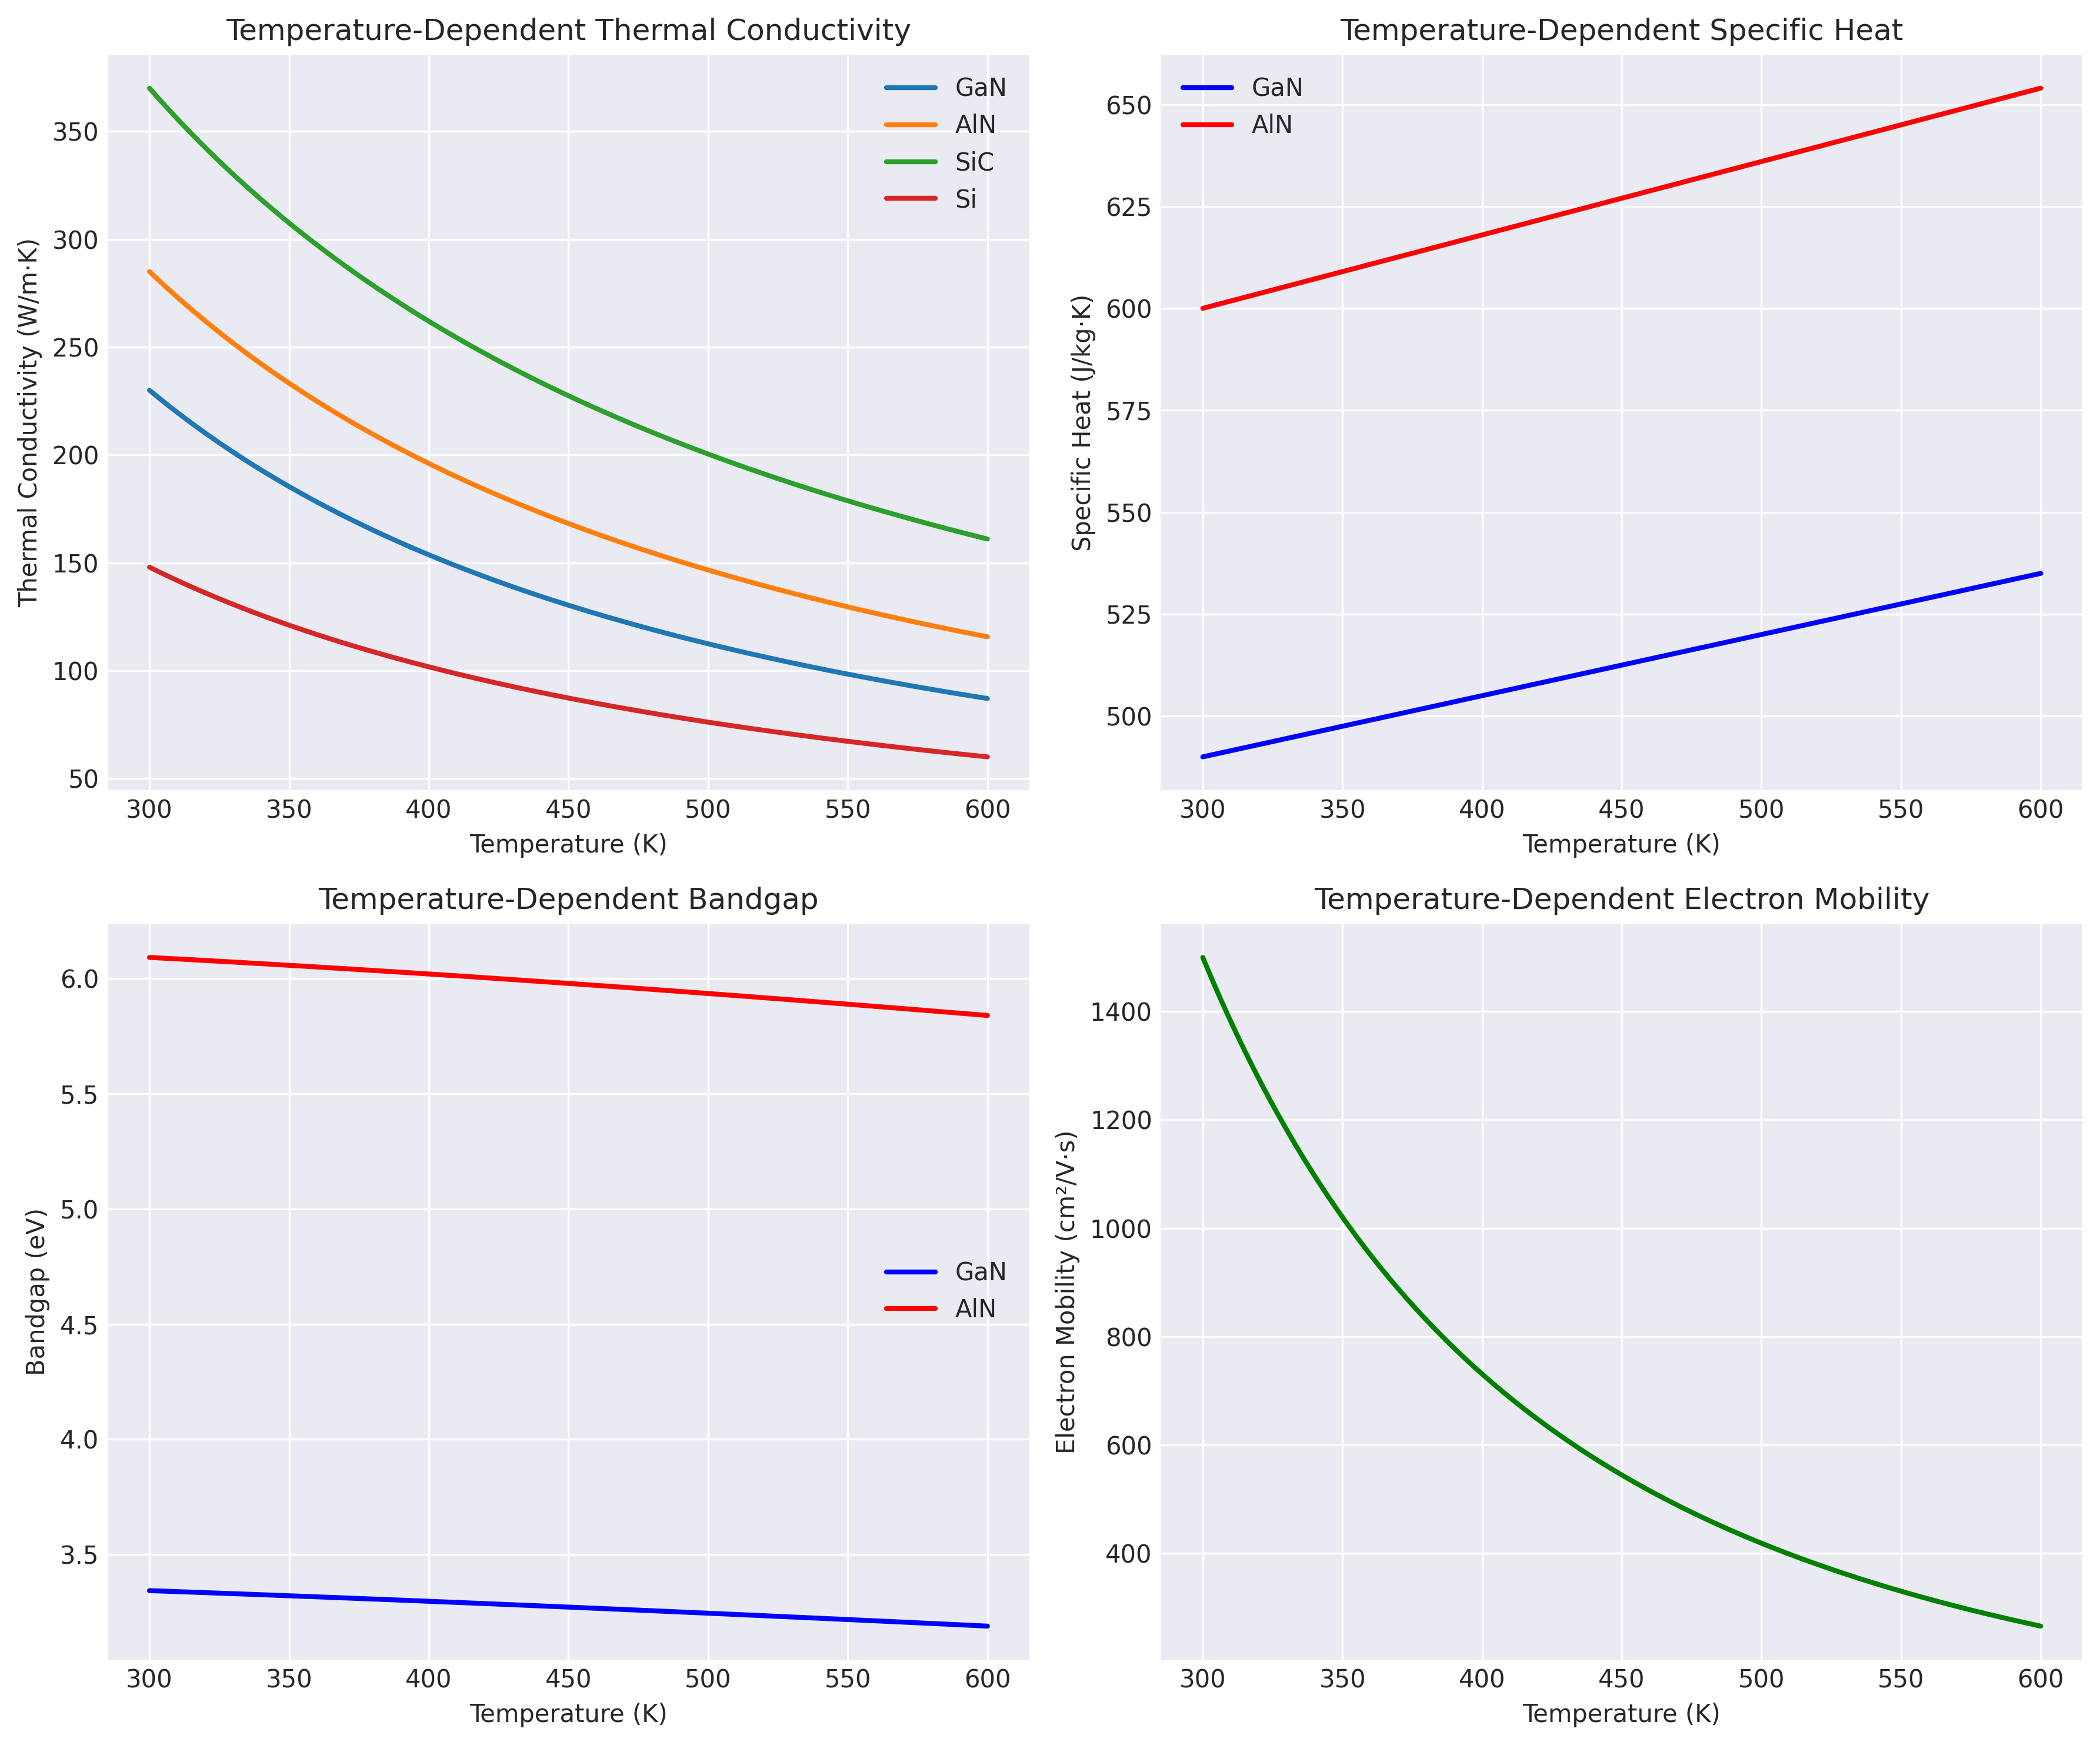 Temperature-Dependent Thermal Conductivity
Thermal Conductivity (W/m·K)
350
300
250
200
150
100
50
GaN
AlN
SiC
Si
300 350 400 450 500 550 600
Temperature (K)
Temperature-Dependent Specific Heat
Specific Heat (J/kg·K)
650
625
600
575
550
525
500
GaN
AlN
300 350 400 450 500 550 600
Temperature (K)
Temperature-Dependent Bandgap
Bandgap (eV)
6.0
5.5
5.0
4.5
4.0
3.5
GaN
AlN
300 350 400 450 500 550 600
Temperature (K)
Temperature-Dependent Electron Mobility
Electron Mobility (cm²/V·s)
1400
1200
1000
800
600
400
300 350 400 450 500 550 600
Temperature (K)